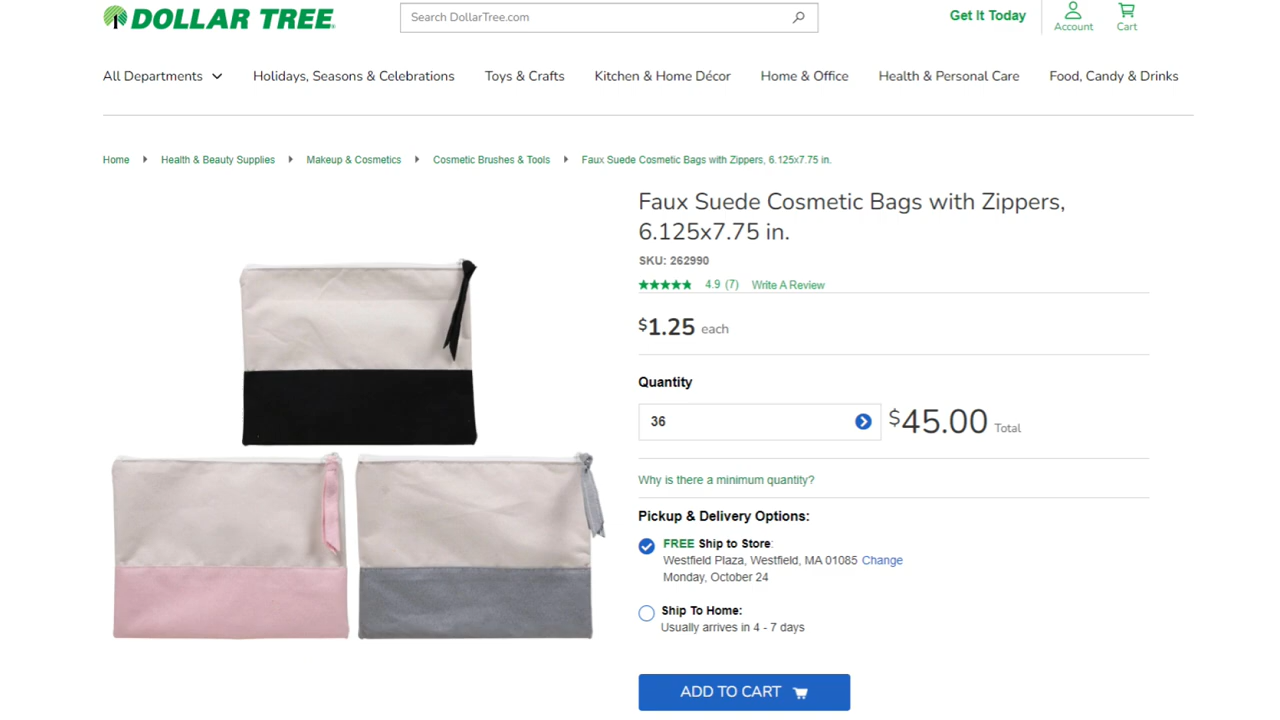 DOLLAR TREE
Search DollarTree.com
Get It Today
Account
Cart
All Departments
Holidays, Seasons & Celebrations
Toys & Crafts
Kitchen & Home Décor
Home & Office
Health & Personal Care
Food, Candy & Drinks
Home
Health & Beauty Supplies
Makeup & Cosmetics
Cosmetic Brushes & Tools
Faux Suede Cosmetic Bags with Zippers, 6.125x7.75 in.
Faux Suede Cosmetic Bags with Zippers,
6.125x7.75 in.
SKU: 262990
4.9 (7) Write A Review
$1.25 each
Quantity
36
$45.00 Total
Why is there a minimum quantity?
Pickup & Delivery Options:
FREE Ship to Store:
Westfield Plaza, Westfield, MA 01085 Change
Monday, October 24
Ship To Home:
Usually arrives in 4 - 7 days
ADD TO CART